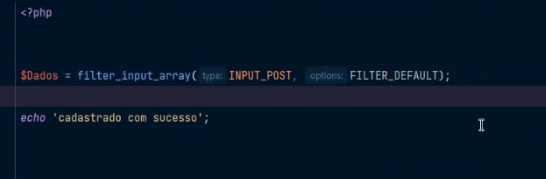 <?php
$Dados = filter_input_array( type: INPUT_POST, options: FILTER_DEFAULT);
echo 'cadastrado com sucesso';